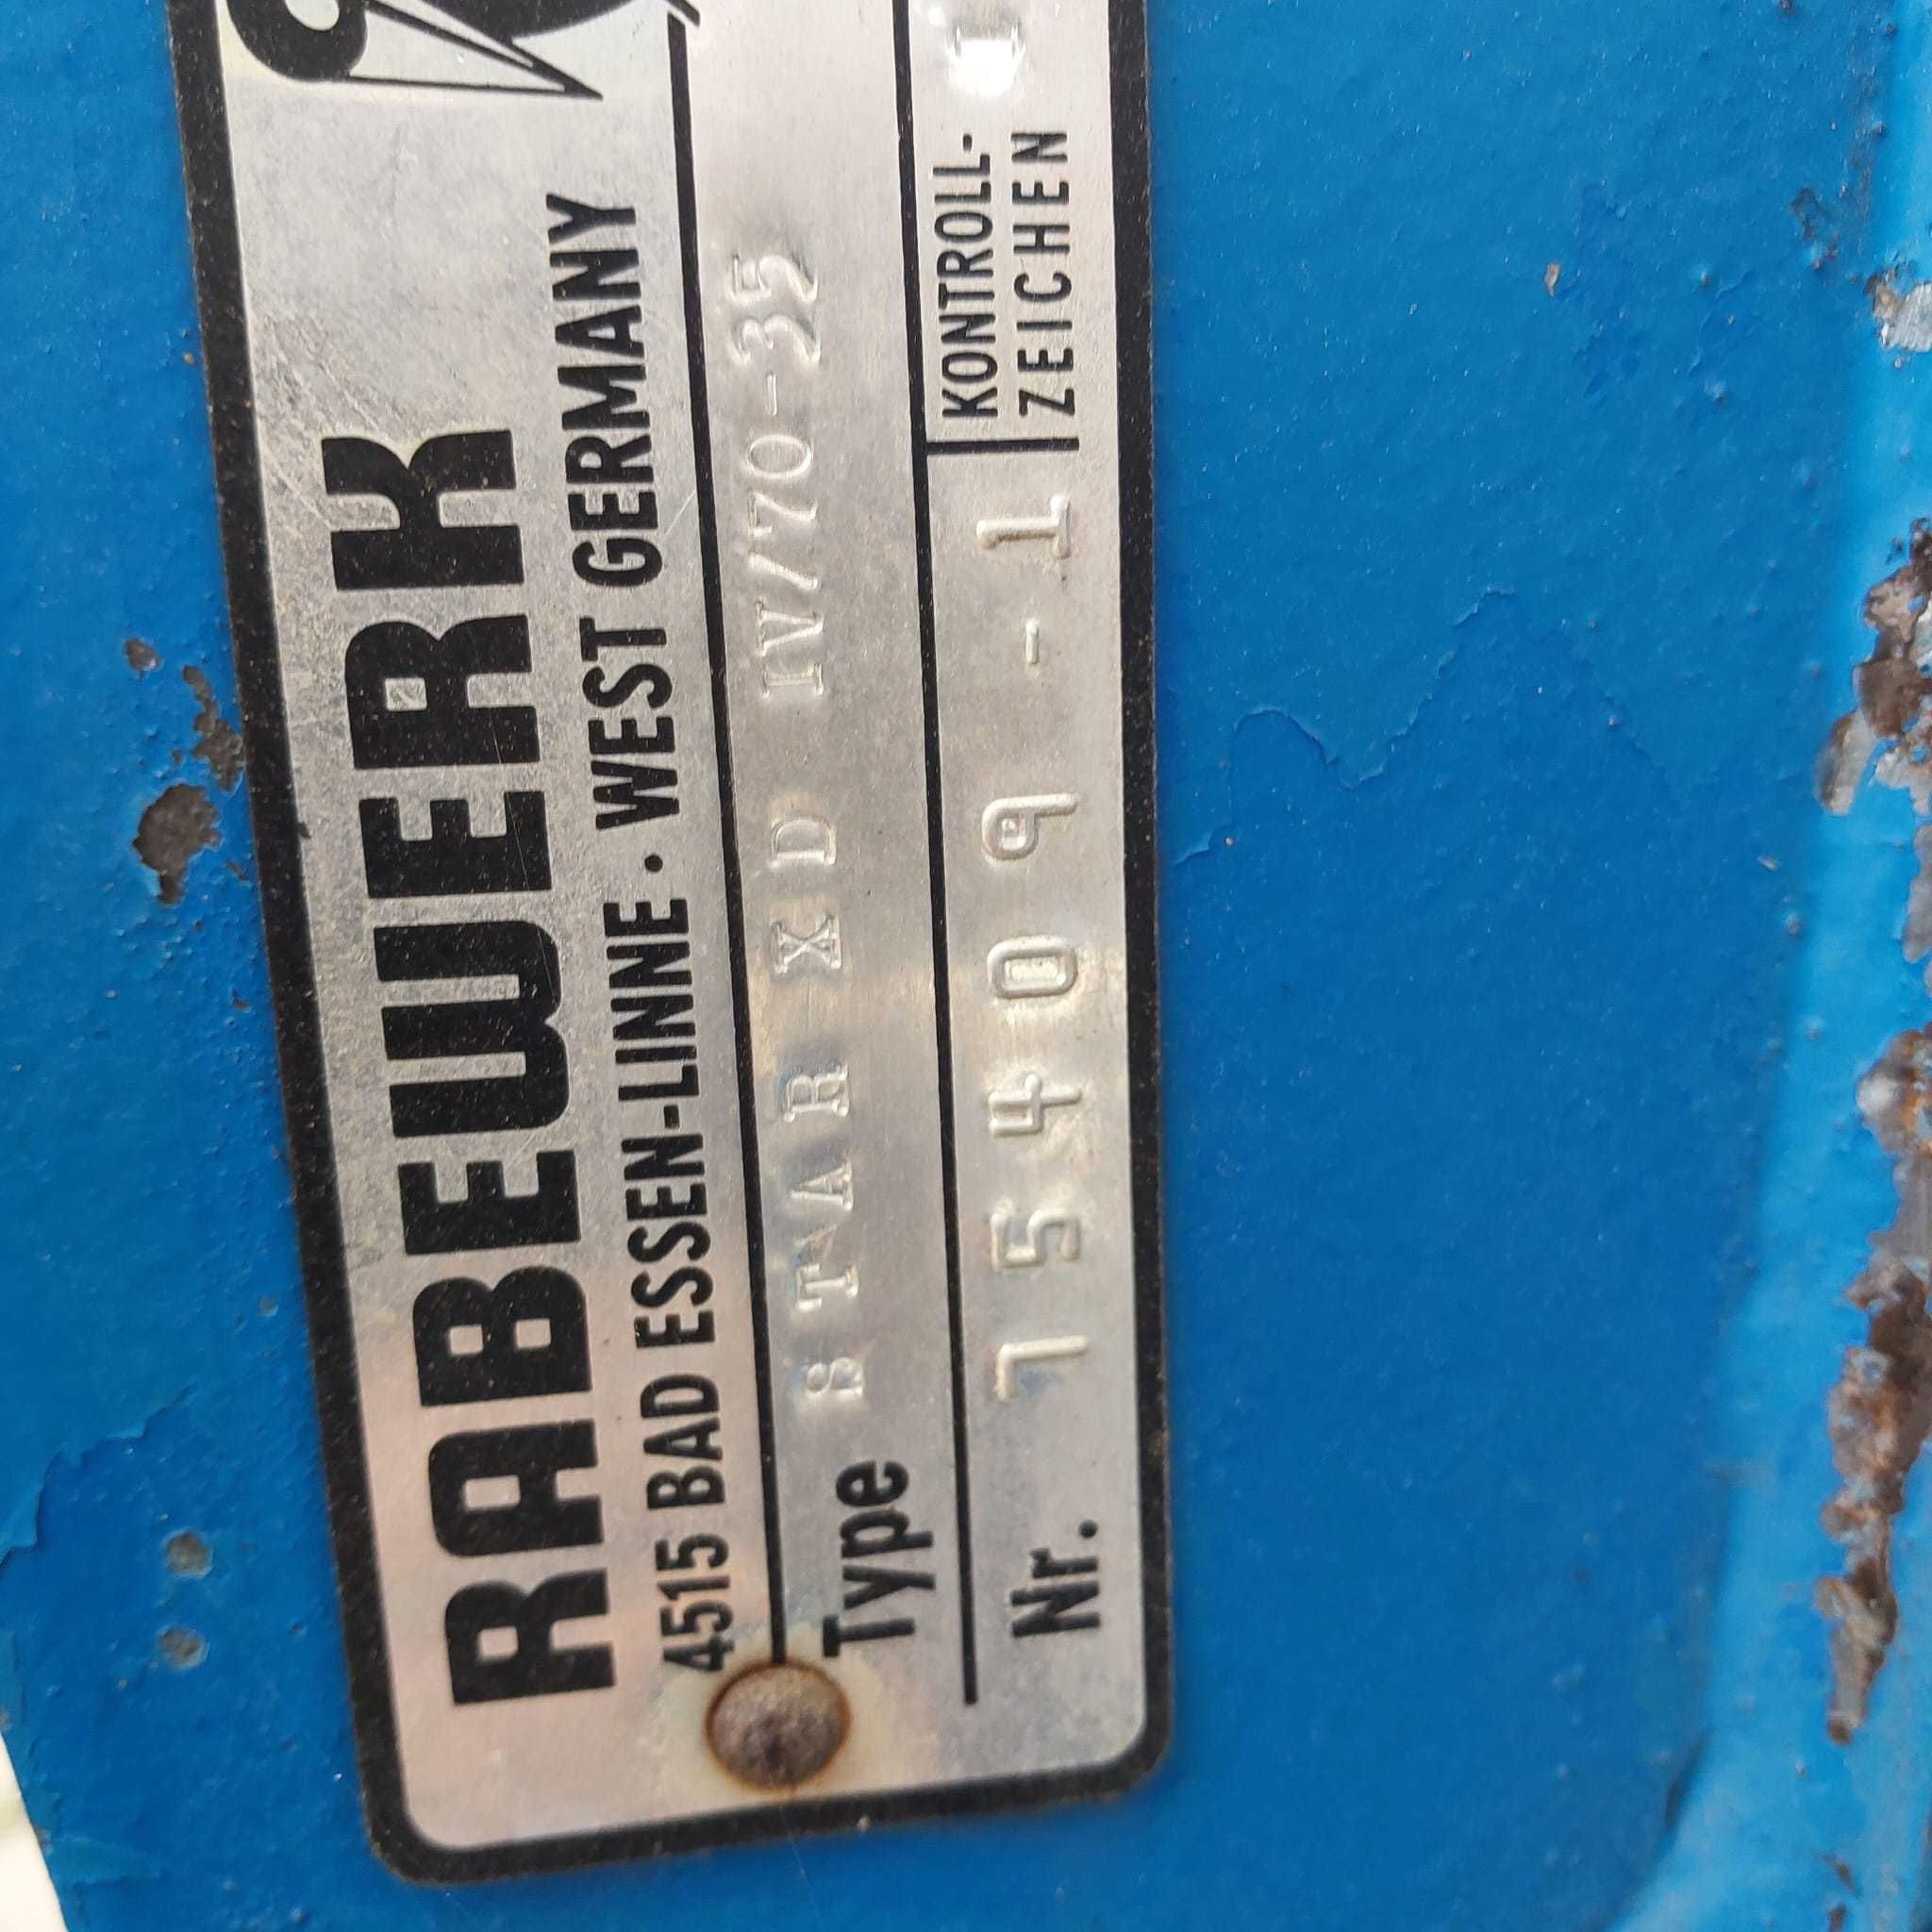 RABEWERK
4515 BAD ESSEN-LINNE · WEST GERMANY
Type STAR XD IV/70-35
Nr. 75409-1
KONTROLL-
ZEICHEN